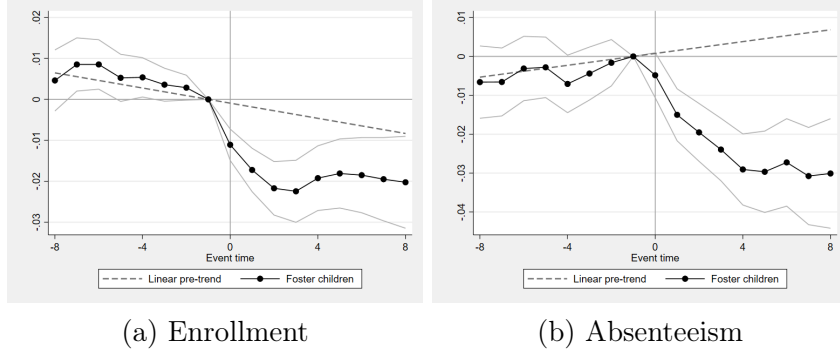 .02
.01
0
.01
.02
.03
-8
-4
0
4
8
Event time
Linear pre-trend
Foster children
(a) Enrollment
.01
0
-.01
-.02
-.03
-.04
-8
-4
0
4
8
Event time
Linear pre-trend
Foster children
(b) Absenteeism